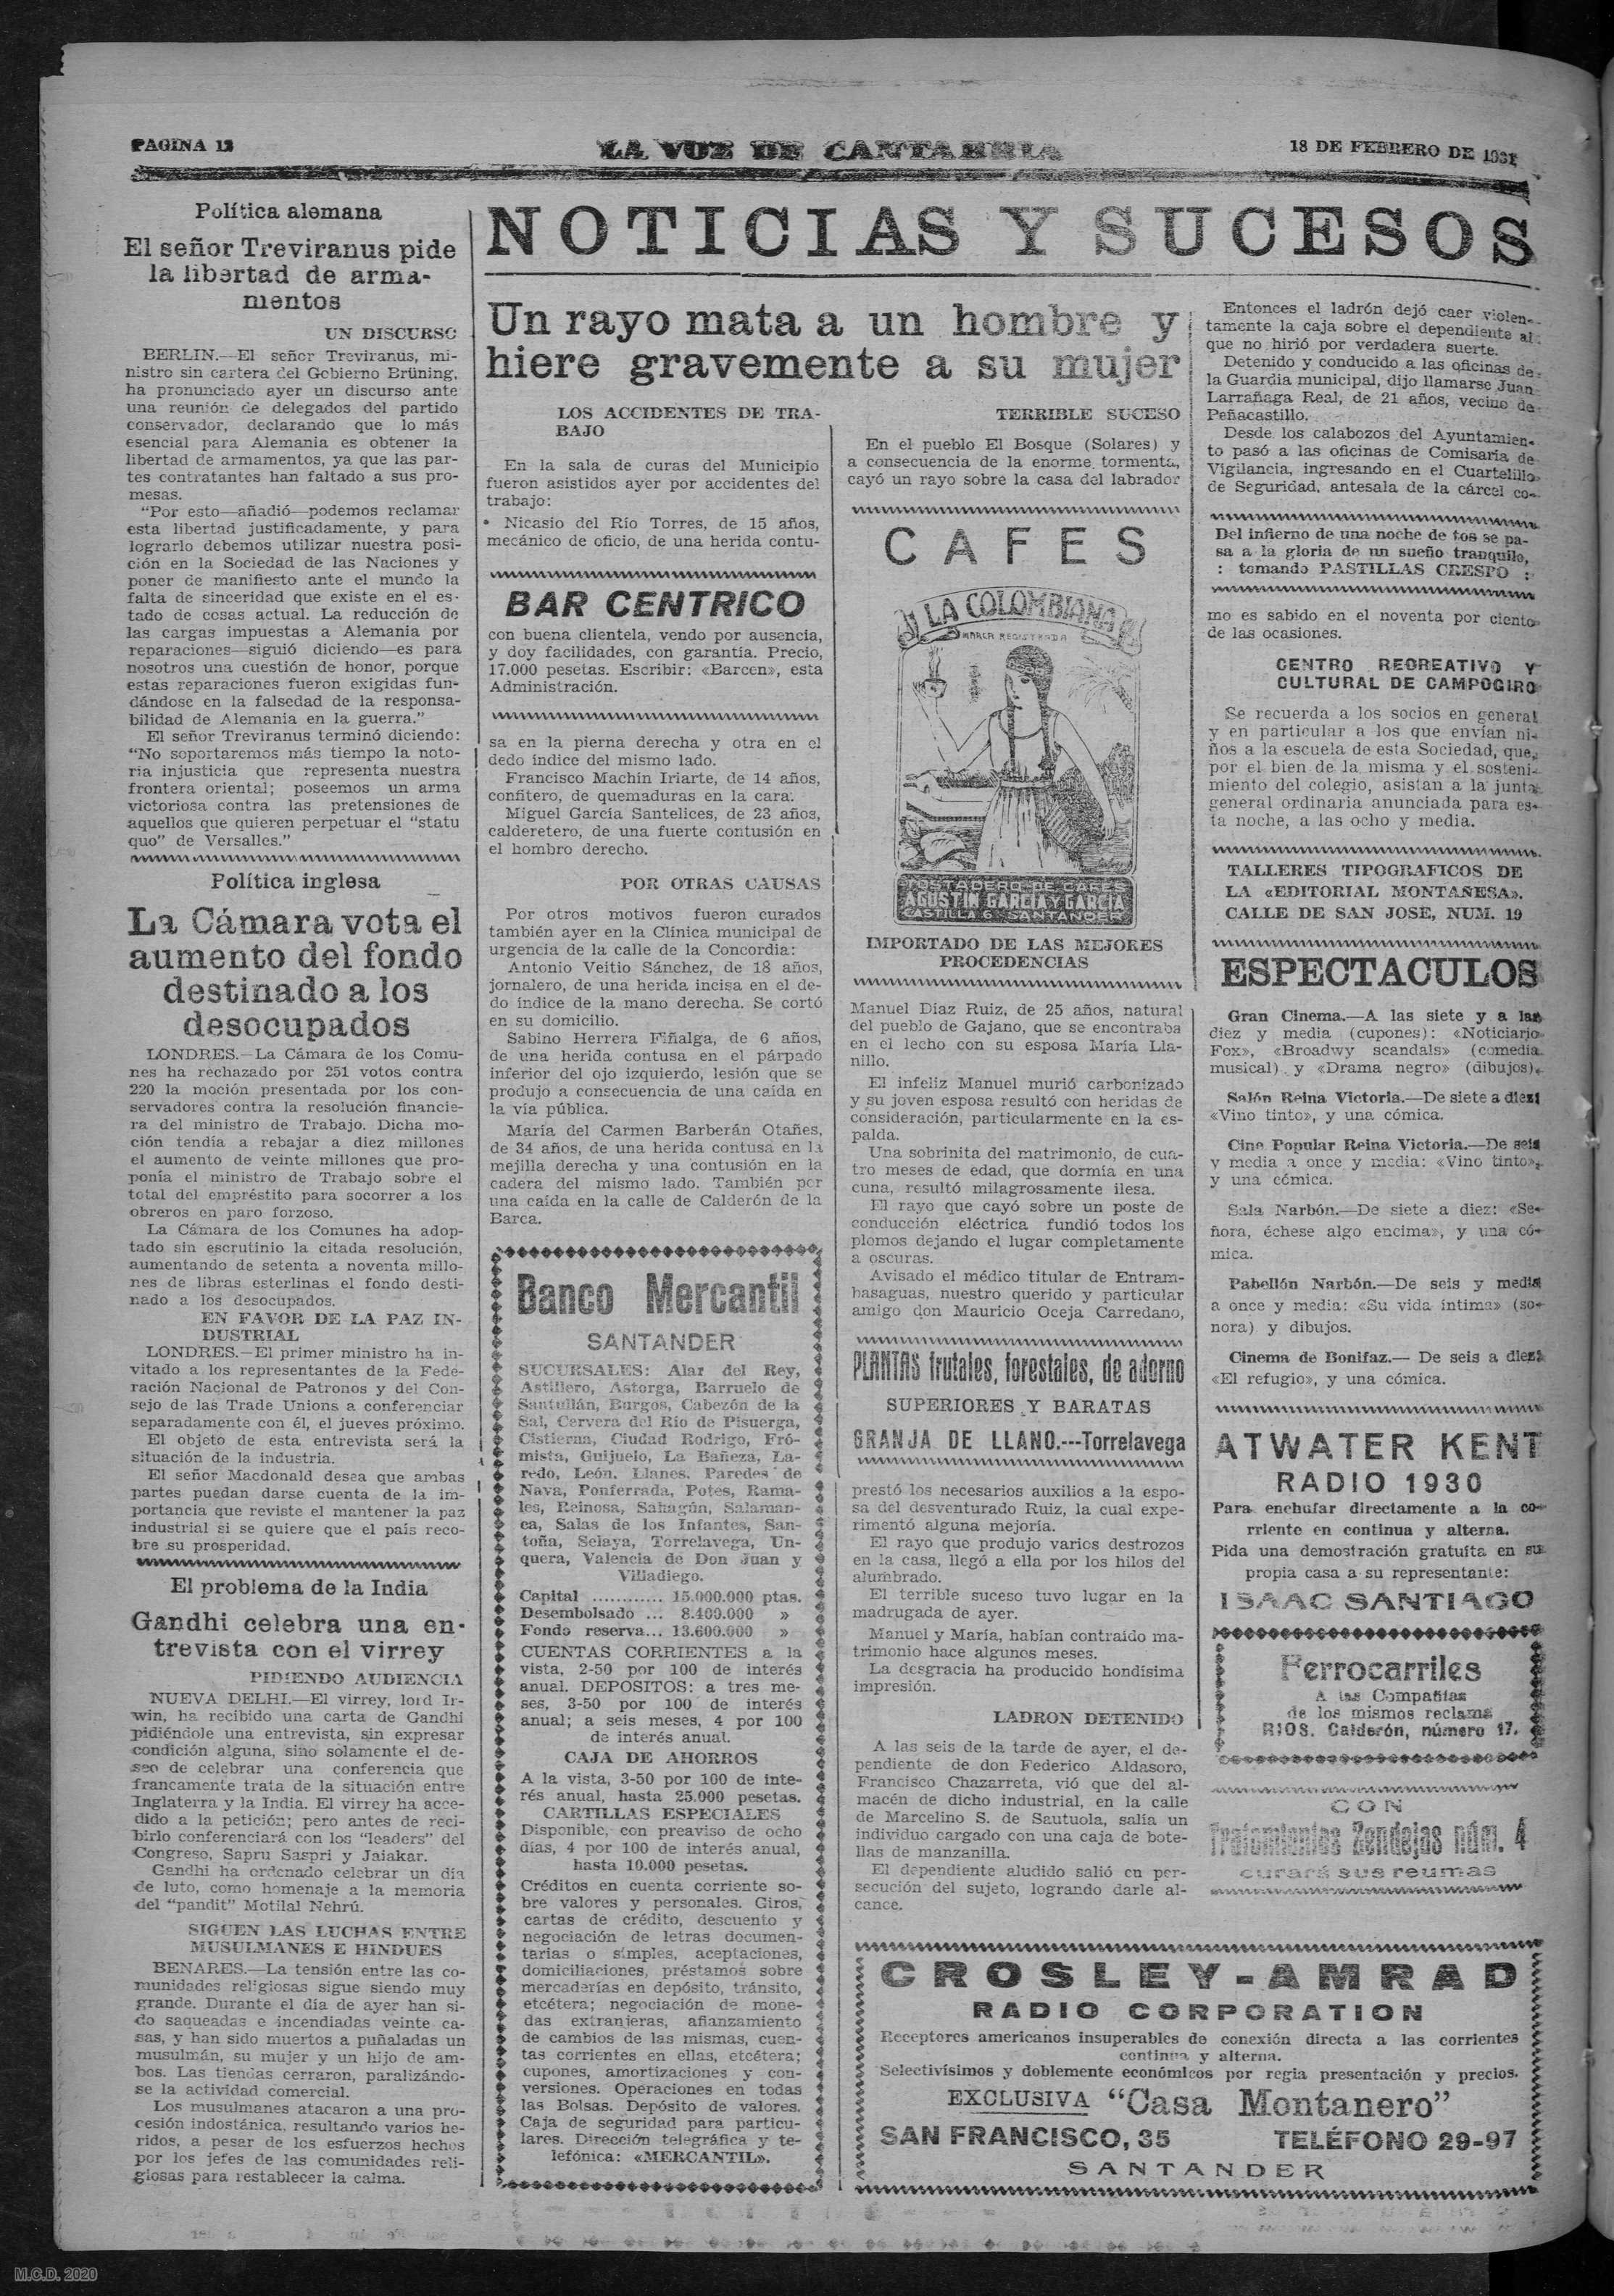 PAGINA 12
LA VOZ DE CANTABRIA
18 DE FEBRERO DE 1931
Política alemana
El señor Treviranus pide
la libertad de arma-
mentos
UN DISCURSO
BERLIN.—El señor Treviranus, mi-
nistro sin cartera del Gobierno Brüning,
ha pronunciado ayer un discurso ante
una reunión de delegados del partido
conservador, declarando que lo más
esencial para Alemania es obtener la
libertad de armamentos, ya que las par-
tes contratantes han faltado a sus pro-
mesas.
“Por esto—añadió—podemos reclamar
esta libertad justificadamente, y para
lograrlo debemos utilizar nuestra posi-
ción en la Sociedad de las Naciones y
poner de manifiesto ante el mundo la
falta de sinceridad que existe en el es-
tado de cosas actual. La reducción de
las cargas impuestas a Alemania por
reparaciones—siguió diciendo—es para
nosotros una cuestión de honor, porque
estas reparaciones fueron exigidas fun-
dándose en la falsedad de la responsa-
bilidad de Alemania en la guerra.”
El señor Treviranus terminó diciendo:
“No soportaremos más tiempo la noto-
ria injusticia que representa nuestra
frontera oriental; poseemos un arma
victoriosa contra las pretensiones de
aquellos que quieren perpetuar el “statu
quo” de Versalles.”
Política inglesa
La Cámara vota el
aumento del fondo
destinado a los
desocupados
LONDRES.—La Cámara de los Comu-
nes ha rechazado por 251 votos contra
220 la moción presentada por los con-
servadores contra la resolución financie-
ra del ministro de Trabajo. Dicha mo-
ción tendía a rebajar a diez millones
el aumento de veinte millones que pro-
ponía el ministro de Trabajo sobre el
total del empréstito para socorrer a los
obreros en paro forzoso.
La Cámara de los Comunes ha adop-
tado sin escrutinio la citada resolución,
aumentando de setenta a noventa millo-
nes de libras esterlinas el fondo desti-
nado a los desocupados.
EN FAVOR DE LA PAZ IN-
DUSTRIAL
LONDRES.—El primer ministro ha in-
vitado a los representantes de la Fede-
ración Nacional de Patronos y del Con-
sejo de las Trade Unions a conferenciar
separadamente con él, el jueves próximo.
El objeto de esta entrevista será la
situación de la industria.
El señor Macdonald desea que ambas
partes puedan darse cuenta de la im-
portancia que reviste el mantener la paz
industrial si se quiere que el país reco-
bre su prosperidad.
El problema de la India
Gandhi celebra una en-
trevista con el virrey
PIDIENDO AUDIENCIA
NUEVA DELHI.—El virrey, lord Ir-
win, ha recibido una carta de Gandhi
pidiéndole una entrevista, sin expresar
condición alguna, sino solamente el de-
seo de celebrar una conferencia que
francamente trata de la situación entre
Inglaterra y la India. El virrey ha acce-
dido a la petición; pero antes de reci-
birlo conferenciará con los “leaders” del
Congreso, Sapru Saspri y Jaiakar.
Gandhi ha ordenado celebrar un día
de luto, como homenaje a la memoria
del “pandit” Motilal Nehrú.
SIGUEN LAS LUCHAS ENTRE
MUSULMANES E HINDUES
BENARES.—La tensión entre las co-
munidades religiosas sigue siendo muy
grande. Durante el día de ayer han si-
do saqueadas e incendiadas veinte ca-
sas, y han sido muertos a puñaladas un
musulmán, su mujer y un hijo de am-
bos. Las tiendas cerraron, paralizándo-
se la actividad comercial.
Los musulmanes atacaron a una pro-
cesión indostánica, resultando varios he-
ridos, a pesar de los esfuerzos hechos
por los jefes de las comunidades reli-
giosas para restablecer la calma.
NOTICIAS Y SUCESOS
Un rayo mata a un hombre y
hiere gravemente a su mujer
LOS ACCIDENTES DE TRA-
BAJO
En la sala de curas del Municipio
fueron asistidos ayer por accidentes del
trabajo:
Nicasio del Río Torres, de 15 años,
mecánico de oficio, de una herida contu-
BAR CENTRICO
con buena clientela, vendo por ausencia,
y doy facilidades, con garantía. Precio,
17.000 pesetas. Escribir: «Barcen», esta
Administración.
sa en la pierna derecha y otra en el
dedo índice del mismo lado.
Francisco Machín Iriarte, de 14 años,
confitero, de quemaduras en la cara.
Miguel García Santelices, de 23 años,
calderetero, de una fuerte contusión en
el hombro derecho.
POR OTRAS CAUSAS
Por otros motivos fueron curados
también ayer en la Clínica municipal de
urgencia de la calle de la Concordia:
Antonio Veitio Sánchez, de 18 años,
jornalero, de una herida incisa en el de-
do índice de la mano derecha. Se cortó
en su domicilio.
Sabino Herrera Fiñalga, de 6 años,
de una herida contusa en el párpado
inferior del ojo izquierdo, lesión que se
produjo a consecuencia de una caída en
la vía pública.
María del Carmen Barberán Otañes,
de 34 años, de una herida contusa en la
mejilla derecha y una contusión en la
cadera del mismo lado. También por
una caída en la calle de Calderón de la
Barca.
Banco Mercantil
SANTANDER
SUCURSALES: Alar del Rey,
Astillero, Astorga, Barruelo de
Santullán, Burgos, Cabezón de la
Sal, Cervera del Río de Pisuerga,
Cistierna, Ciudad Rodrigo, Fró-
mista, Guijuelo, La Bañeza, La-
redo, León, Llanes, Paredes de
Nava, Ponferrada, Potes, Rama-
les, Reinosa, Sahagún, Salaman-
ca, Salas de los Infantes, San-
toña, Selaya, Torrelavega, Un-
quera, Valencia de Don Juan y
Villadiego.
Capital ............ 15.000.000 ptas.
Desembolsado ... 8.400.000 »
Fondo reserva... 13.600.000 »
CUENTAS CORRIENTES a la
vista, 2-50 por 100 de interés
anual. DEPOSITOS: a tres me-
ses, 3-50 por 100 de interés
anual; a seis meses, 4 por 100
de interés anual.
CAJA DE AHORROS
A la vista, 3-50 por 100 de inte-
rés anual, hasta 25.000 pesetas.
CARTILLAS ESPECIALES
Disponible, con preaviso de ocho
días, 4 por 100 de interés anual,
hasta 10.000 pesetas.
Créditos en cuenta corriente so-
bre valores y personales. Giros,
cartas de crédito, descuento y
negociación de letras documen-
tarias o simples, aceptaciones,
domiciliaciones, préstamos sobre
mercaderías en depósito, tránsito,
etcétera; negociación de mone-
das extranjeras, afianzamiento
de cambios de las mismas, cuen-
tas corrientes en ellas, etcétera;
cupones, amortizaciones y con-
versiones. Operaciones en todas
las Bolsas. Depósito de valores.
Caja de seguridad para particu-
lares. Dirección telegráfica y te-
lefónica: «MERCANTIL».
TERRIBLE SUCESO
En el pueblo El Bosque (Solares) y
a consecuencia de la enorme tormenta,
cayó un rayo sobre la casa del labrador
CAFES
LA COLOMBIANA
MARCA REGISTRADA
TOSTADERO DE CAFES
AGUSTIN GARCIA Y GARCIA
CASTILLA 6 SANTANDER
IMPORTADO DE LAS MEJORES
PROCEDENCIAS
Manuel Díaz Ruiz, de 25 años, natural
del pueblo de Gajano, que se encontraba
en el lecho con su esposa María Lla-
nillo.
El infeliz Manuel murió carbonizado
y su joven esposa resultó con heridas de
consideración, particularmente en la es-
palda.
Una sobrinita del matrimonio, de cua-
tro meses de edad, que dormía en una
cuna, resultó milagrosamente ilesa.
El rayo que cayó sobre un poste de
conducción eléctrica fundió todos los
plomos dejando el lugar completamente
a oscuras.
Avisado el médico titular de Entram-
basaguas, nuestro querido y particular
amigo don Mauricio Oceja Carredano,
PLANTAS frutales, forestales, de adorno
SUPERIORES Y BARATAS
GRANJA DE LLANO.---Torrelavega
prestó los necesarios auxilios a la espo-
sa del desventurado Ruiz, la cual expe-
rimentó alguna mejoría.
El rayo que produjo varios destrozos
en la casa, llegó a ella por los hilos del
alumbrado.
El terrible suceso tuvo lugar en la
madrugada de ayer.
Manuel y María, habían contraído ma-
trimonio hace algunos meses.
La desgracia ha producido hondísima
impresión.
LADRON DETENIDO
A las seis de la tarde de ayer, el de-
pendiente de don Federico Aldasoro,
Francisco Chazarreta, vió que del al-
macén de dicho industrial, en la calle
de Marcelino S. de Sautuola, salía un
individuo cargado con una caja de bote-
llas de manzanilla.
El dependiente aludido salió en per-
secución del sujeto, logrando darle al-
cance.
Entonces el ladrón dejó caer violen-
tamente la caja sobre el dependiente al
que no hirió por verdadera suerte.
Detenido y conducido a las oficinas de
la Guardia municipal, dijo llamarse Juan
Larrañaga Real, de 21 años, vecino de
Peñacastillo.
Desde los calabozos del Ayuntamien-
to pasó a las oficinas de Comisaría de
Vigilancia, ingresando en el Cuartelillo
de Seguridad, antesala de la cárcel co-
Del infierno de una noche de tos se pa-
sa a la gloria de un sueño tranquilo,
: tomando PASTILLAS CRESPO :
mo es sabido en el noventa por ciento
de las ocasiones.
CENTRO RECREATIVO Y
CULTURAL DE CAMPOGIRO
Se recuerda a los socios en general
y en particular a los que envían ni-
ños a la escuela de esta Sociedad, que,
por el bien de la misma y el sosteni-
miento del colegio, asistan a la junta
general ordinaria anunciada para es-
ta noche, a las ocho y media.
TALLERES TIPOGRAFICOS DE
LA «EDITORIAL MONTAÑESA».
CALLE DE SAN JOSE, NUM. 19
ESPECTACULOS
Gran Cinema.—A las siete y a las
diez y media (cupones): «Noticiario
Fox», «Broadwy scandals» (comedia
musical) y «Drama negro» (dibujos).
Salón Reina Victoria.—De siete a diez:
«Vino tinto», y una cómica.
Cine Popular Reina Victoria.—De seis
y media a once y media: «Vino tinto»,
y una cómica.
Sala Narbón.—De siete a diez: «Se-
ñora, échese algo encima», y una có-
mica.
Pabellón Narbón.—De seis y media
a once y media: «Su vida íntima» (so-
nora) y dibujos.
Cinema de Bonifaz.— De seis a diez:
«El refugio», y una cómica.
ATWATER KENT
RADIO 1930
Para enchufar directamente a la co-
rriente en continua y alterna.
Pida una demostración gratuita en su
propia casa a su representante:
ISAAC SANTIAGO
Ferrocarriles
A las Compañías
de los mismos reclama
RIOS. Calderón, número 17.
CON
Tratamientos Zendejas núm. 4
curará sus reumas
CROSLEY-AMRAD
RADIO CORPORATION
Receptores americanos insuperables de conexión directa a las corrientes
continua y alterna.
Selectivísimos y doblemente económicos por regia presentación y precios.
EXCLUSIVA “Casa Montanero”
SAN FRANCISCO, 35 TELÉFONO 29-97
SANTANDER
M.C.D. 2020